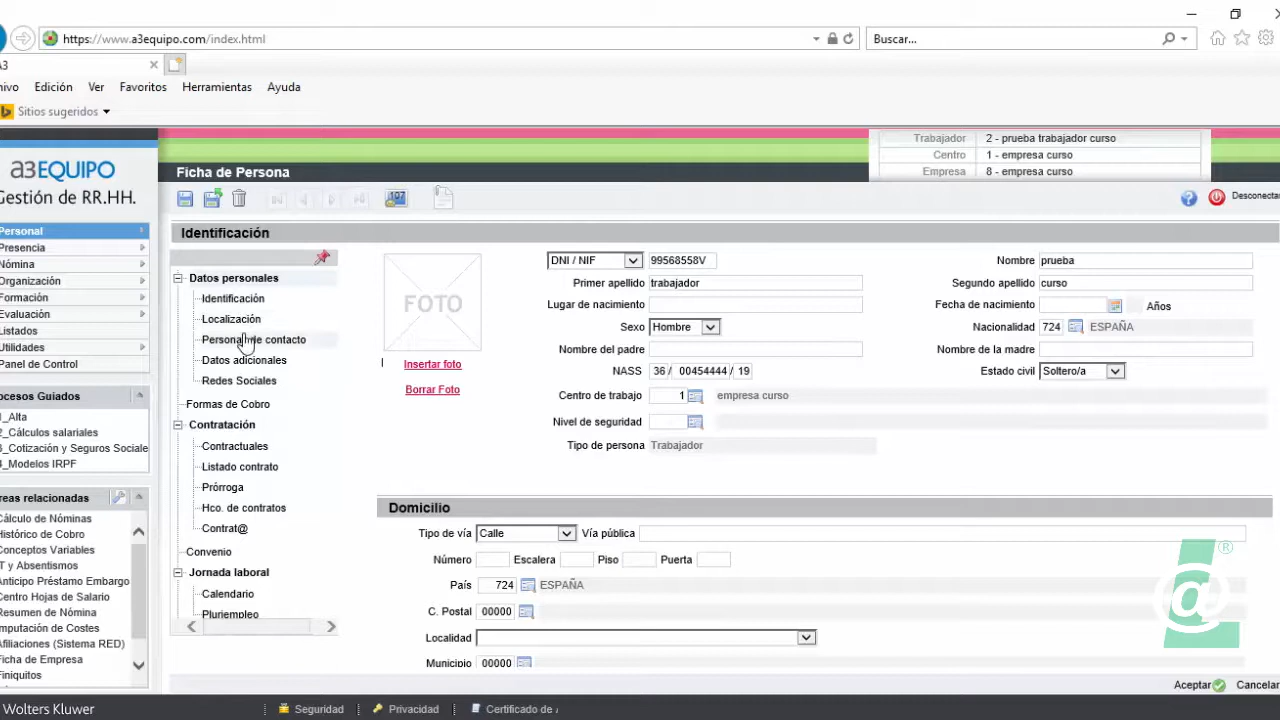 https://www.a3equipo.com/index.html
Buscar...
A3
Edición Ver Favoritos Herramientas Ayuda
Sitios sugeridos
Trabajador 2 - prueba trabajador curso
Centro 1 - empresa curso
Empresa 8 - empresa curso
a3EQUIPO
Gestión de RR.HH.
Ficha de Persona
Desconectar
Personal
Presencia
Nómina
Organización
Formación
Evaluación
Listados
Utilidades
Panel de Control
Procesos Guiados
1_Alta
2_Cálculos salariales
3_Cotización y Seguros Sociale
4_Modelos IRPF
Áreas relacionadas
Cálculo de Nóminas
Histórico de Cobro
Conceptos Variables
IT y Absentismos
Anticipo Préstamo Embargo
Centro Hojas de Salario
Resumen de Nómina
Imputación de Costes
Afiliaciones (Sistema RED)
Ficha de Empresa
Finiquitos
Identificación
Datos personales
Identificación
Localización
Personas de contacto
Datos adicionales
Redes Sociales
Formas de Cobro
Contratación
Contractuales
Listado contrato
Prórroga
Hco. de contratos
Contrat@
Convenio
Jornada laboral
Calendario
Pluriempleo
FOTO
Insertar foto
Borrar Foto
DNI / NIF 99568558V Nombre prueba
Primer apellido trabajador Segundo apellido curso
Lugar de nacimiento Fecha de nacimiento Años
Sexo Hombre Nacionalidad 724 ESPAÑA
Nombre del padre Nombre de la madre
NASS 36 / 00454444 / 19 Estado civil Soltero/a
Centro de trabajo 1 empresa curso
Nivel de seguridad
Tipo de persona Trabajador
Domicilio
Tipo de vía Calle Vía pública
Número Escalera Piso Puerta
País 724 ESPAÑA
C. Postal 00000
Localidad
Municipio 00000
@ ®
Aceptar Cancelar
Wolters Kluwer Seguridad Privacidad Certificado de